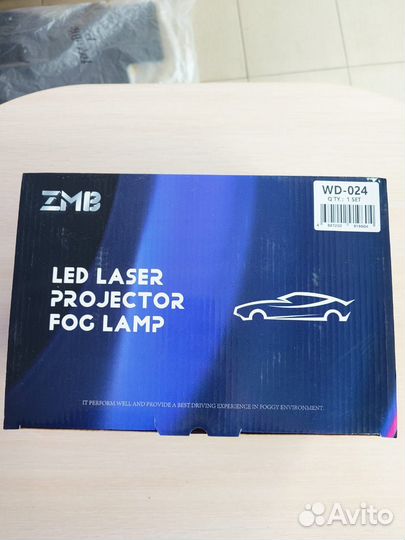 ZMB
WD-024
Q'TY: 1 SET
LED LASER
PROJECTOR
FOG LAMP
IT PERFORM WELL AND PROVIDE A BEST DRIVING EXPERIENCE IN FOGGY ENVIRONMENT.
Avito